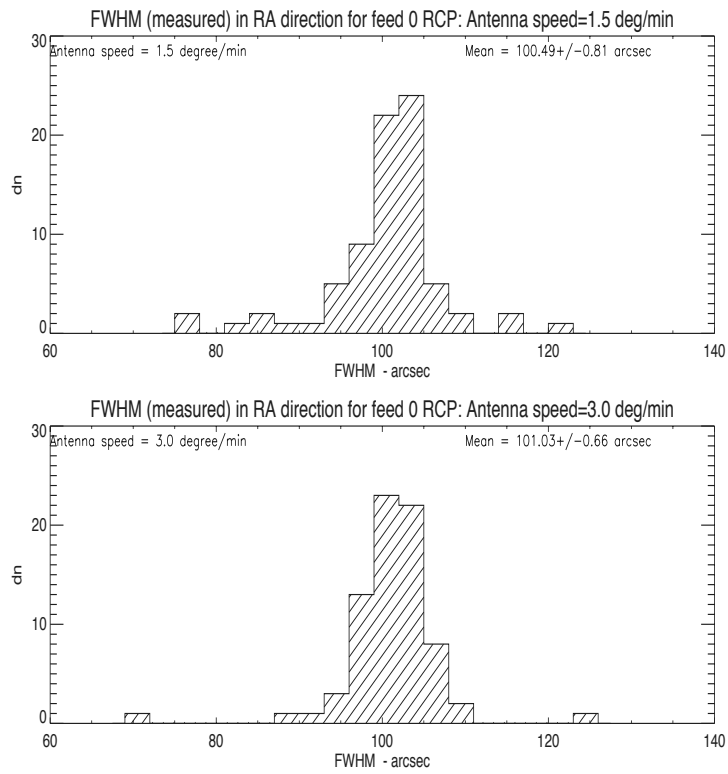 FWHM (measured) in RA direction for feed 0 RCP: Antenna speed=1.5 deg/min
30
Antenna speed = 1.5 degree/min
Mean = 100.49+/-0.81 arcsec
20
dn
10
0
60
80
100
120
140
FWHM - arcsec
FWHM (measured) in RA direction for feed 0 RCP: Antenna speed=3.0 deg/min
30
Antenna speed = 3.0 degree/min
Mean = 101.03+/-0.66 arcsec
20
dn
10
0
60
80
100
120
140
FWHM - arcsec